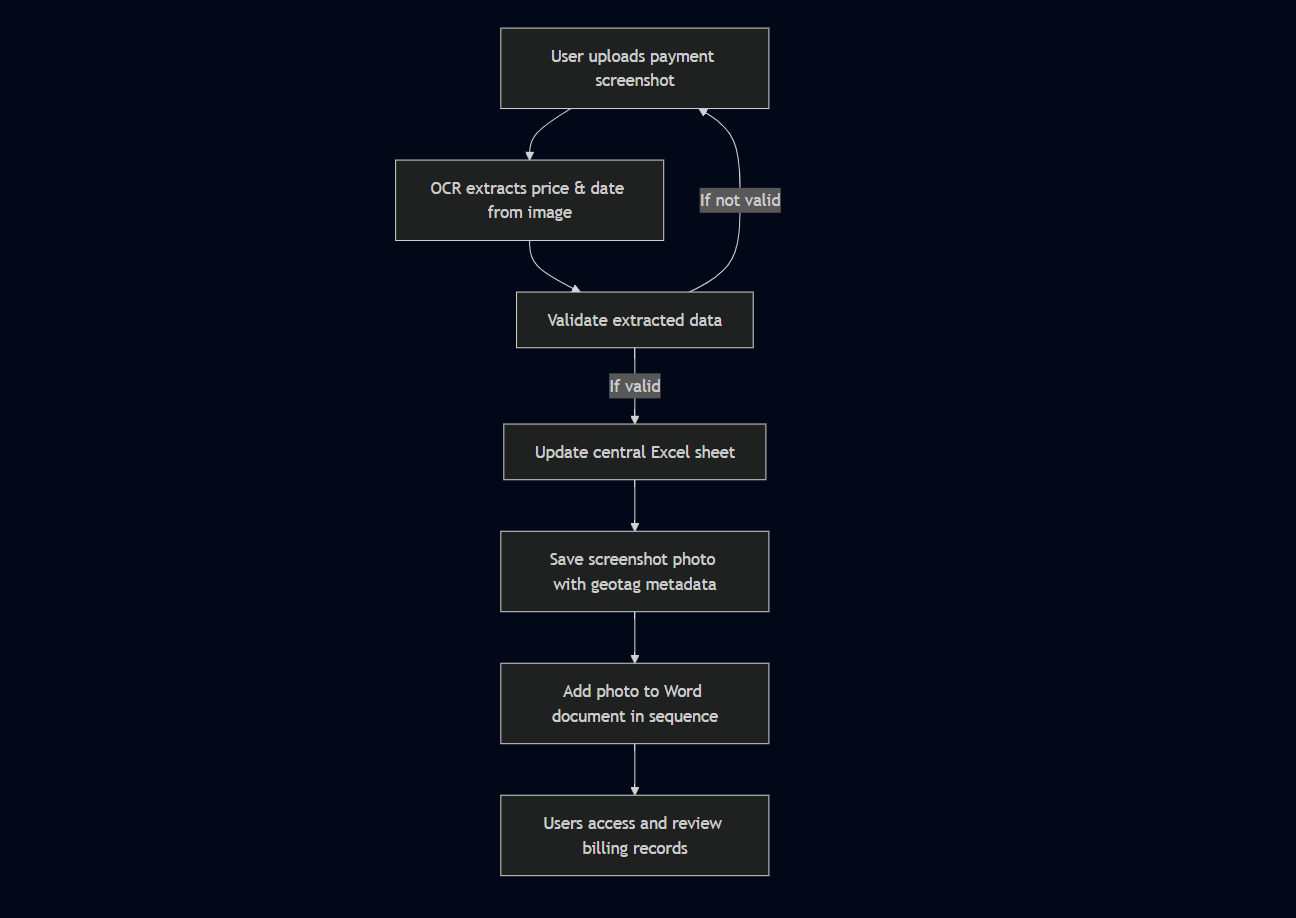 User uploads payment
screenshot
OCR extracts price & date
from image
If not valid
Validate extracted data
If valid
Update central Excel sheet
Save screenshot photo
with geotag metadata
Add photo to Word
document in sequence
Users access and review
billing records